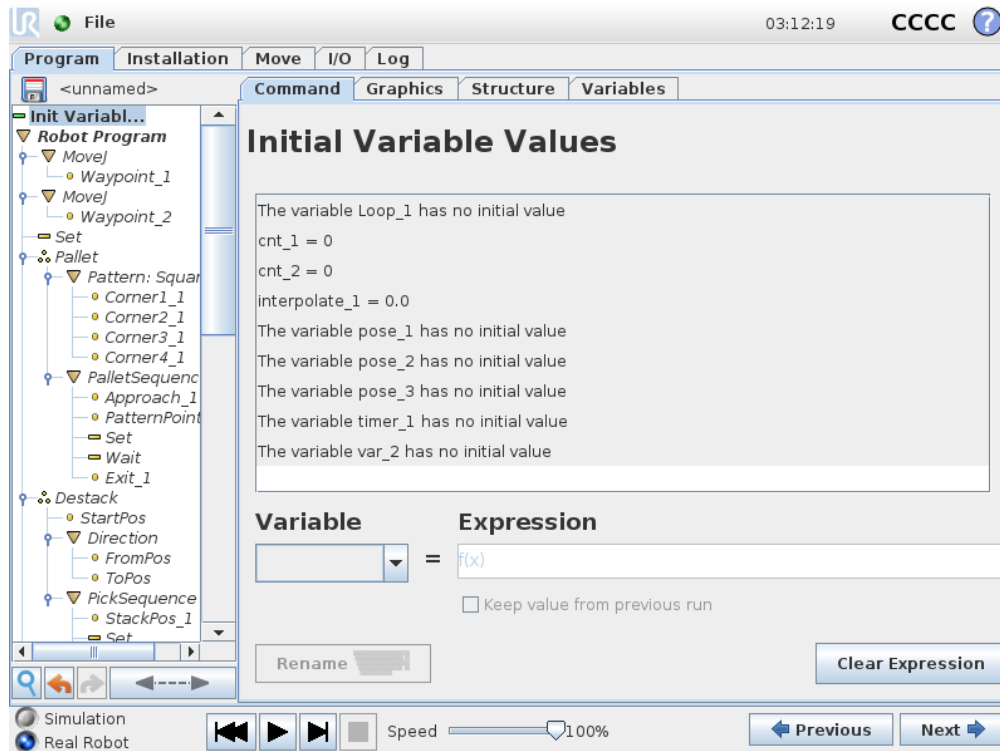 UR File 03:12:19 CCCC ?
Program Installation Move I/O Log
<unnamed> Command Graphics Structure Variables
Init Variabl...
Robot Program
MoveJ
Waypoint_1
MoveJ
Waypoint_2
Set
Pallet
Pattern: Squar
Corner1_1
Corner2_1
Corner3_1
Corner4_1
PalletSequenc
Approach_1
PatternPoint
Set
Wait
Exit_1
Destack
StartPos
Direction
FromPos
ToPos
PickSequence
StackPos_1
Set
Initial Variable Values
The variable Loop_1 has no initial value
cnt_1 = 0
cnt_2 = 0
interpolate_1 = 0.0
The variable pose_1 has no initial value
The variable pose_2 has no initial value
The variable pose_3 has no initial value
The variable timer_1 has no initial value
The variable var_2 has no initial value
Variable Expression
= f(x)
Keep value from previous run
Rename Clear Expression
Simulation
Real Robot
Speed 100% Previous Next